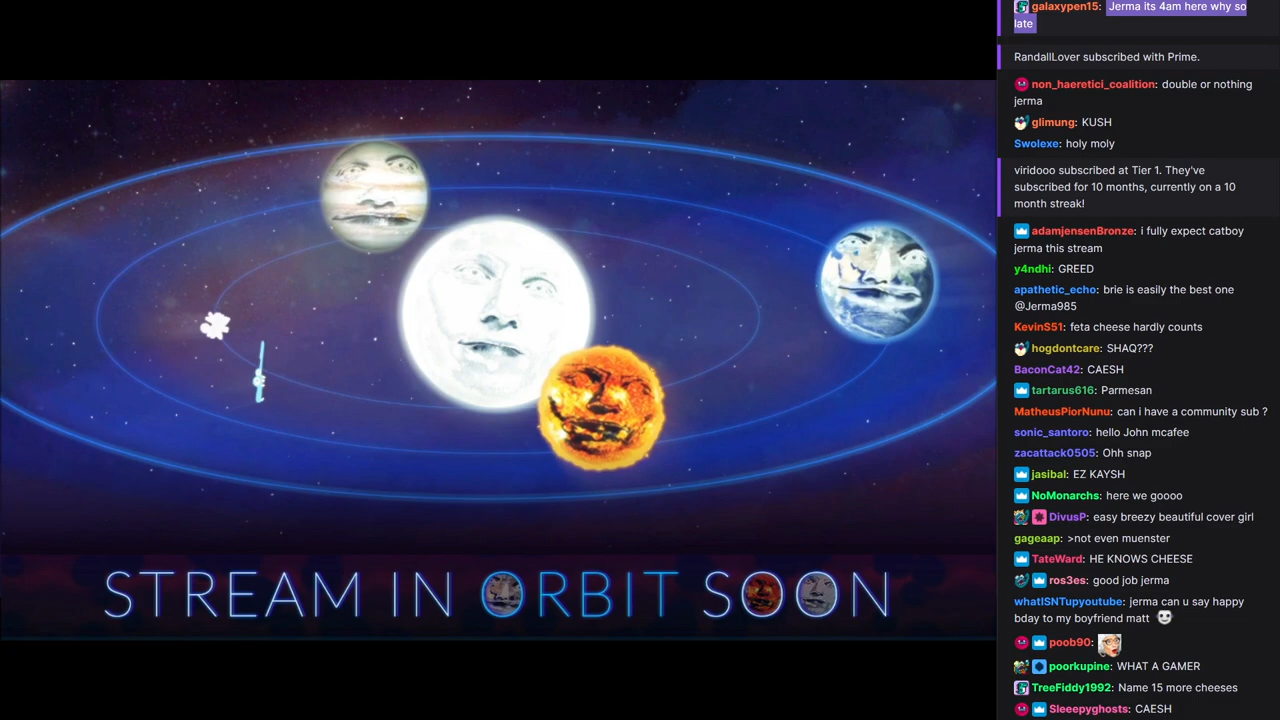 galaxypen15: Jerma its 4am here why so
late
RandallLover subscribed with Prime.
non_haeretici_coalition: double or nothing
jerma
glimung: KUSH
Swolexe: holy moly
viridooo subscribed at Tier 1. They've
subscribed for 10 months, currently on a 10
month streak!
adamjensenBronze: i fully expect catboy
jerma this stream
y4ndhi: GREED
apathetic_echo: brie is easily the best one
@Jerma985
KevinS51: feta cheese hardly counts
hogdontcare: SHAQ???
BaconCat42: CAESH
tartarus616: Parmesan
MatheusPiorNunu: can i have a community sub ?
sonic_santoro: hello John mcafee
zacattack0505: Ohh snap
jasibal: EZ KAYSH
NoMonarchs: here we goooo
DivusP: easy breezy beautiful cover girl
gageaap: >not even muenster
TateWard: HE KNOWS CHEESE
ros3es: good job jerma
whatISNTupyoutube: jerma can u say happy
bday to my boyfriend matt
poob90:
poorkupine: WHAT A GAMER
TreeFiddy1992: Name 15 more cheeses
Sleeepyghosts: CAESH
STREAM IN ORBIT SOON